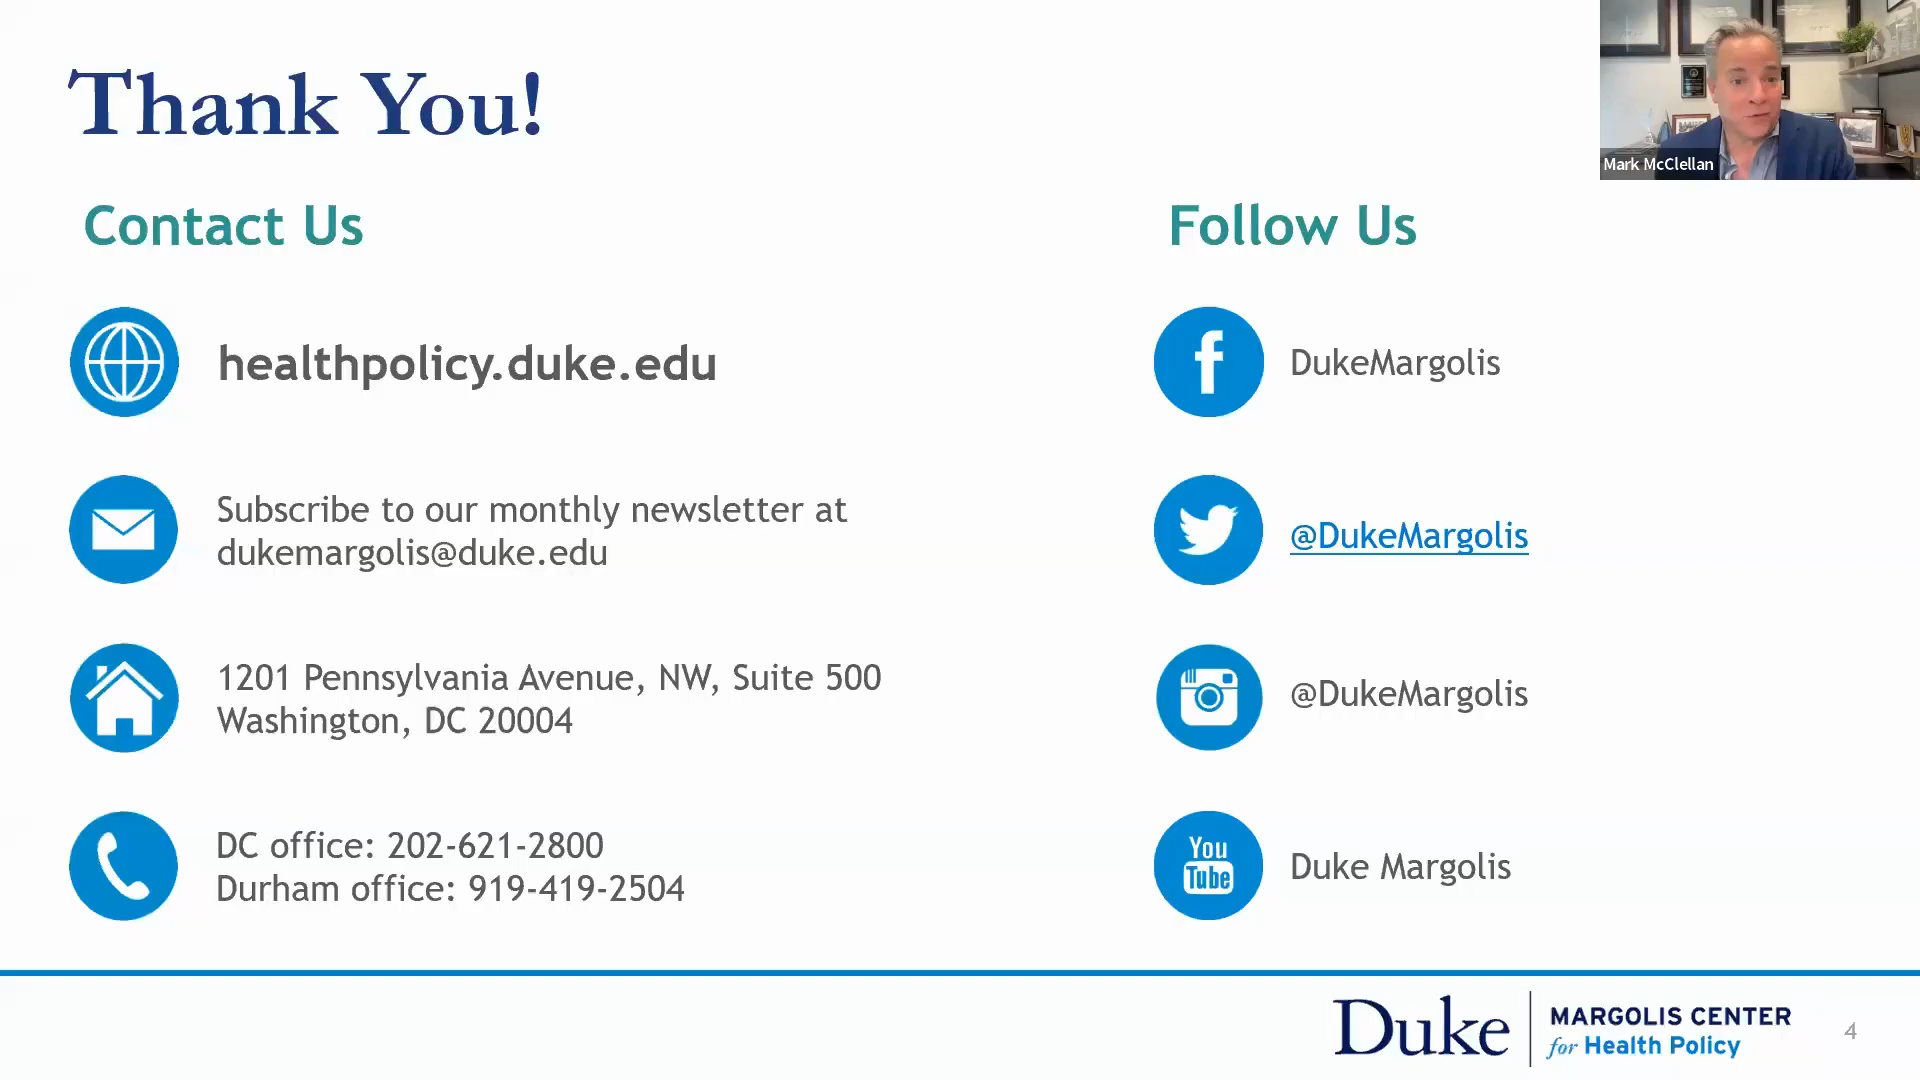 Thank You!
Mark McClellan
Contact Us
healthpolicy.duke.edu
Subscribe to our monthly newsletter at
dukemargolis@duke.edu
1201 Pennsylvania Avenue, NW, Suite 500
Washington, DC 20004
DC office: 202-621-2800
Durham office: 919-419-2504
Follow Us
f
DukeMargolis
@DukeMargolis
@DukeMargolis
You
Tube
Duke Margolis
Duke
MARGOLIS CENTER
for Health Policy
4